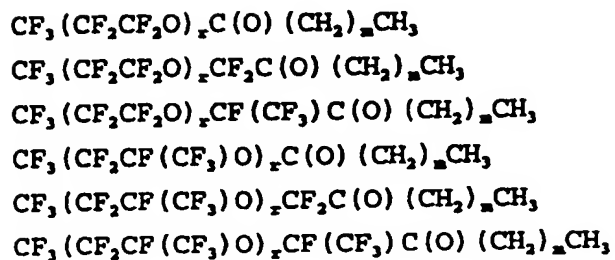 CF₃(CF₂CF₂O)ₓC(O)(CH₂)ₘCH₃
CF₃(CF₂CF₂O)ₓCF₂C(O)(CH₂)ₘCH₃
CF₃(CF₂CF₂O)ₓCF(CF₃)C(O)(CH₂)ₘCH₃
CF₃(CF₂CF(CF₃)O)ₓC(O)(CH₂)ₘCH₃
CF₃(CF₂CF(CF₃)O)ₓCF₂C(O)(CH₂)ₘCH₃
CF₃(CF₂CF(CF₃)O)ₓCF(CF₃)C(O)(CH₂)ₘCH₃